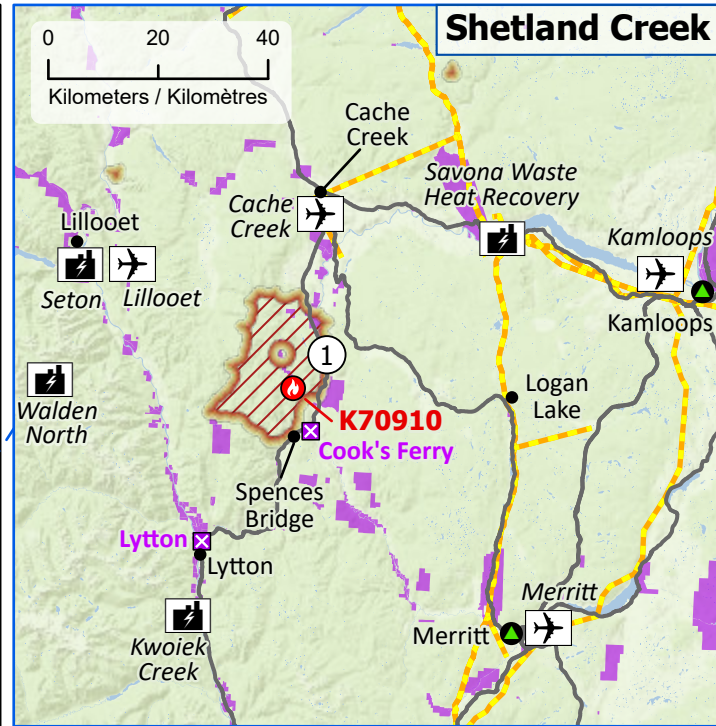 Shetland Creek
0 20 40
Kilometers / Kilomètres
Cache
Creek
Savona Waste
Heat Recovery
Cache
Creek
Lillooet
Kamloops
Seton
Lillooet
Kamloops
1
Walden
North
Logan
Lake
K70910
Cook's Ferry
Spences
Bridge
Lytton
Lytton
Merritt
Merritt
Kwoiek
Creek